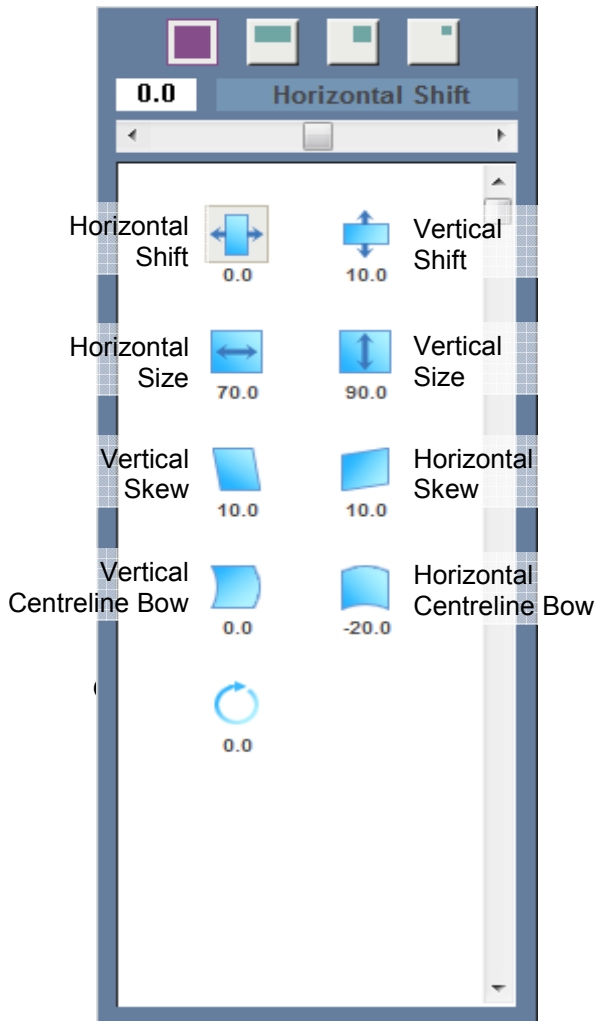 0.0 Horizontal Shift
Horizontal Shift
0.0
Vertical Shift
10.0
Horizontal Size
70.0
Vertical Size
90.0
Vertical Skew
10.0
Horizontal Skew
10.0
Vertical Centreline Bow
0.0
Horizontal Centreline Bow
-20.0
0.0